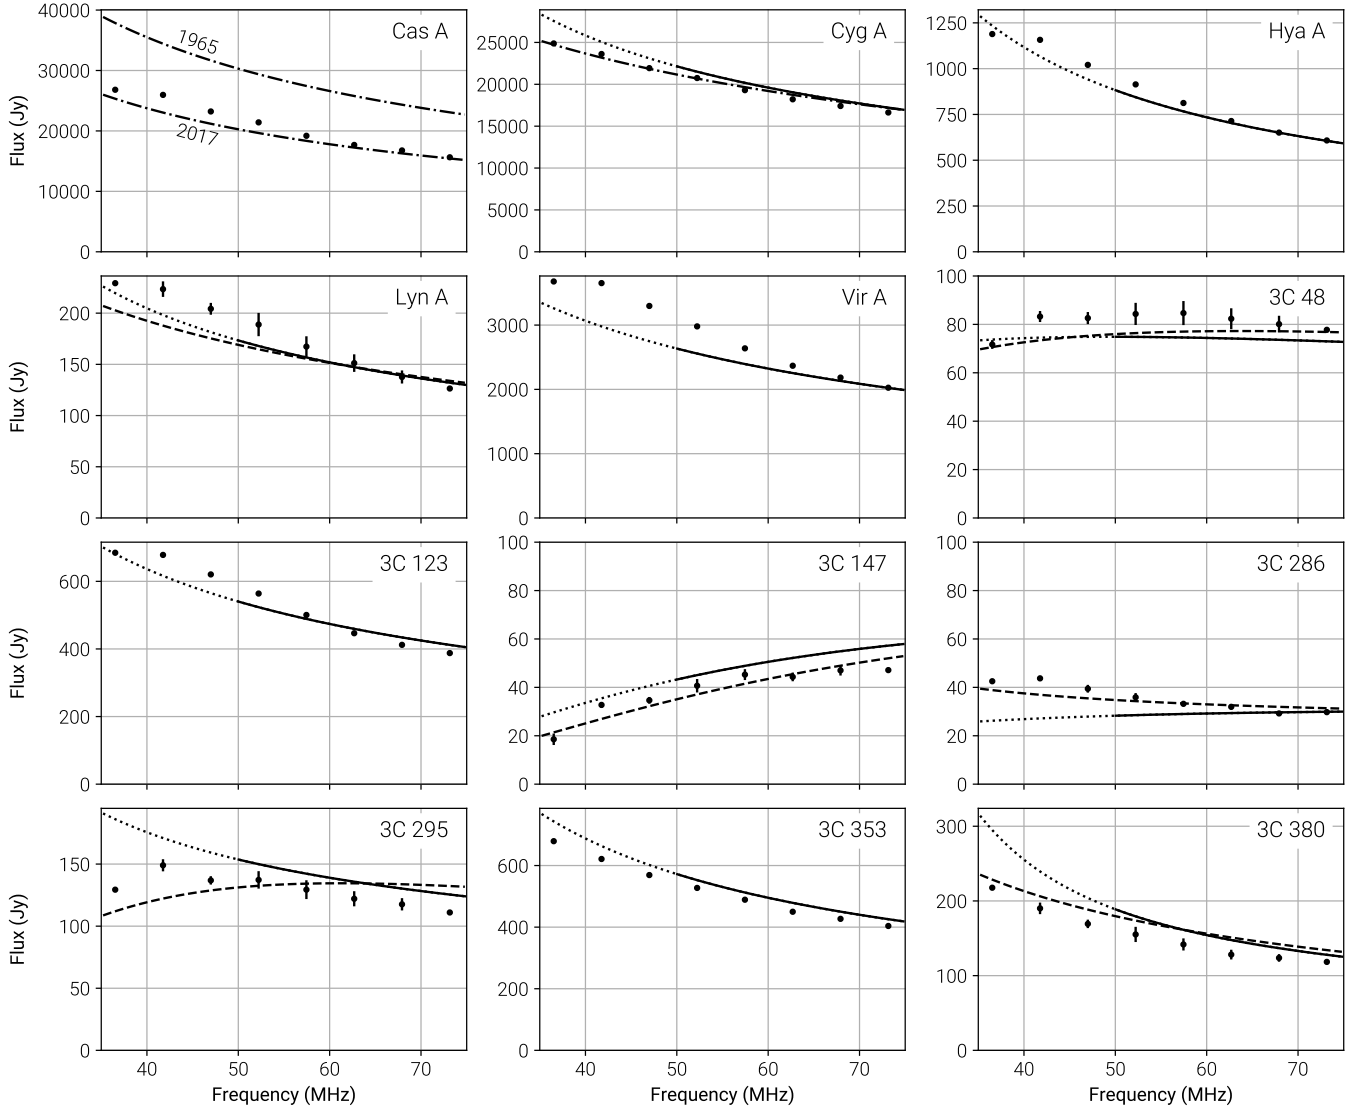 Cas A
1965
2017
40000
30000
20000
10000
0
Flux (Jy)
Cyg A
25000
20000
15000
10000
5000
0
Hya A
1250
1000
750
500
250
0
Lyn A
200
150
100
50
0
Flux (Jy)
Vir A
3000
2000
1000
0
3C 48
100
80
60
40
20
0
3C 123
600
400
200
0
Flux (Jy)
3C 147
100
80
60
40
20
0
3C 286
100
80
60
40
20
0
3C 295
150
100
50
0
Flux (Jy)
40 50 60 70
Frequency (MHz)
3C 353
600
400
200
0
40 50 60 70
Frequency (MHz)
3C 380
300
200
100
0
40 50 60 70
Frequency (MHz)